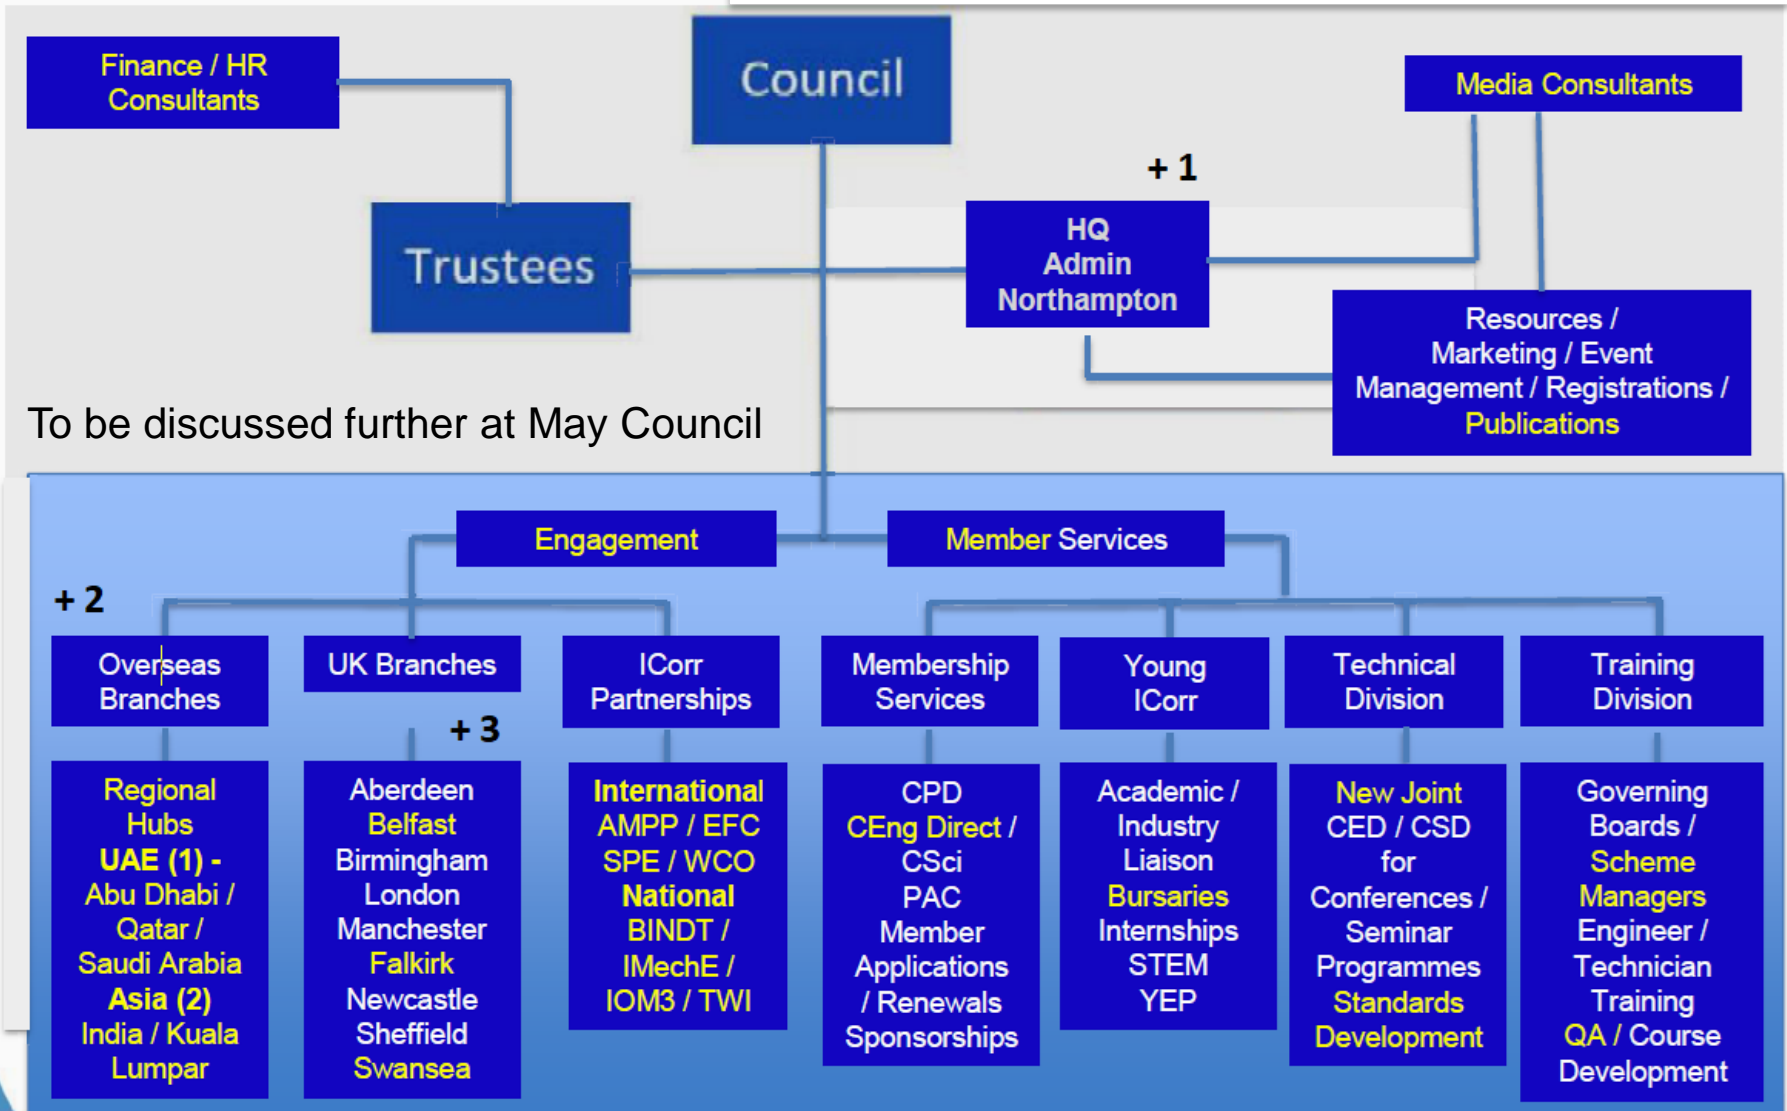 Finance / HR
Consultants
Council
Media Consultants
+ 1
Trustees
HQ
Admin
Northampton
Resources /
Marketing / Event
Management / Registrations /
Publications
To be discussed further at May Council
Engagement
Member Services
+ 2
Overseas
Branches
UK Branches
ICorr
Partnerships
Membership
Services
Young
ICorr
Technical
Division
Training
Division
+ 3
Regional
Hubs
UAE (1) -
Abu Dhabi /
Qatar /
Saudi Arabia
Asia (2)
India / Kuala
Lumpar
Aberdeen
Belfast
Birmingham
London
Manchester
Falkirk
Newcastle
Sheffield
Swansea
International
AMPP / EFC
SPE / WCO
National
BINDT /
IMechE /
IOM3 / TWI
CPD
CEng Direct /
CSci
PAC
Member
Applications
/ Renewals
Sponsorships
Academic /
Industry
Liaison
Bursaries
Internships
STEM
YEP
New Joint
CED / CSD
for
Conferences /
Seminar
Programmes
Standards
Development
Governing
Boards /
Scheme
Managers
Engineer /
Technician
Training
QA / Course
Development